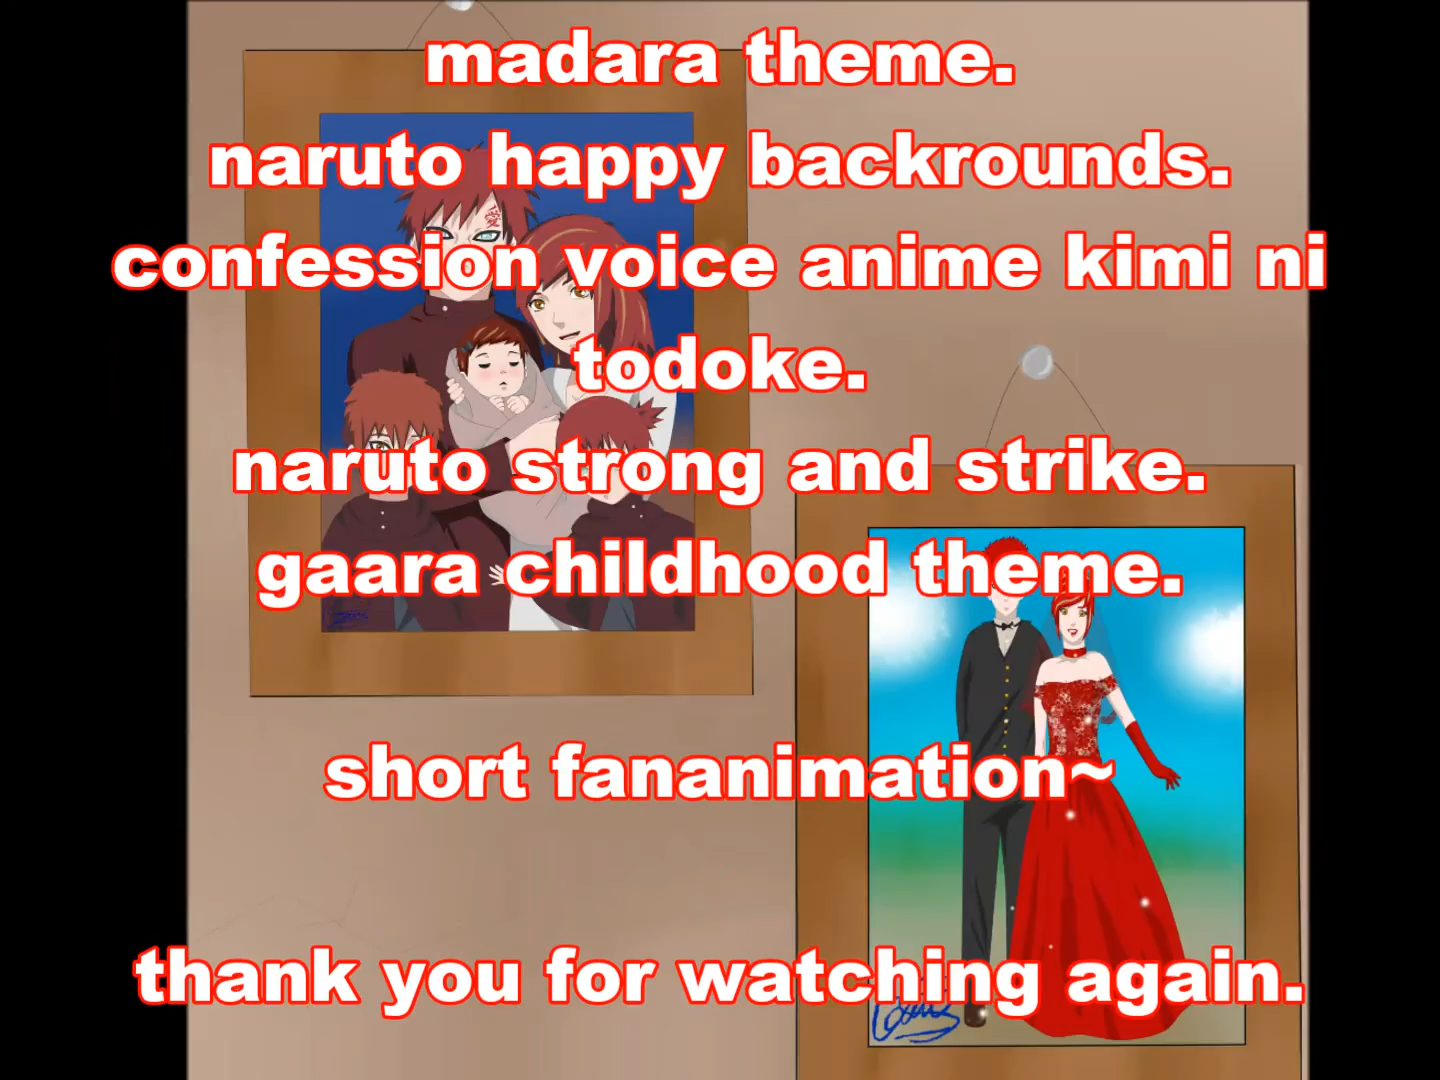 madara theme.
naruto happy backrounds.
confession voice anime kimi ni
todoke.
naruto strong and strike.
gaara childhood theme.
愛
short fananimation~
thank you for watching again.